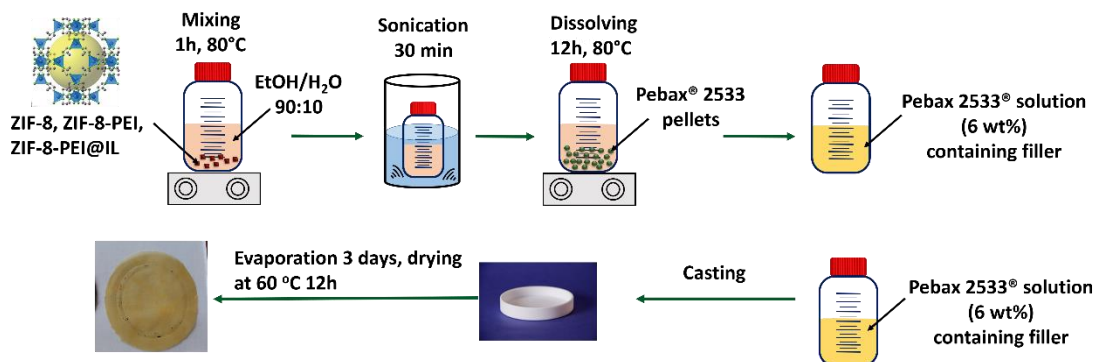 Mixing
1h, 80°C
EtOH/H₂O
90:10
ZIF-8, ZIF-8-PEI,
ZIF-8-PEI@IL
Sonication
30 min
Dissolving
12h, 80°C
Pebax® 2533
pellets
Pebax 2533® solution
(6 wt%)
containing filler
Evaporation 3 days, drying
at 60 °C 12h
Casting
Pebax 2533® solution
(6 wt%)
containing filler